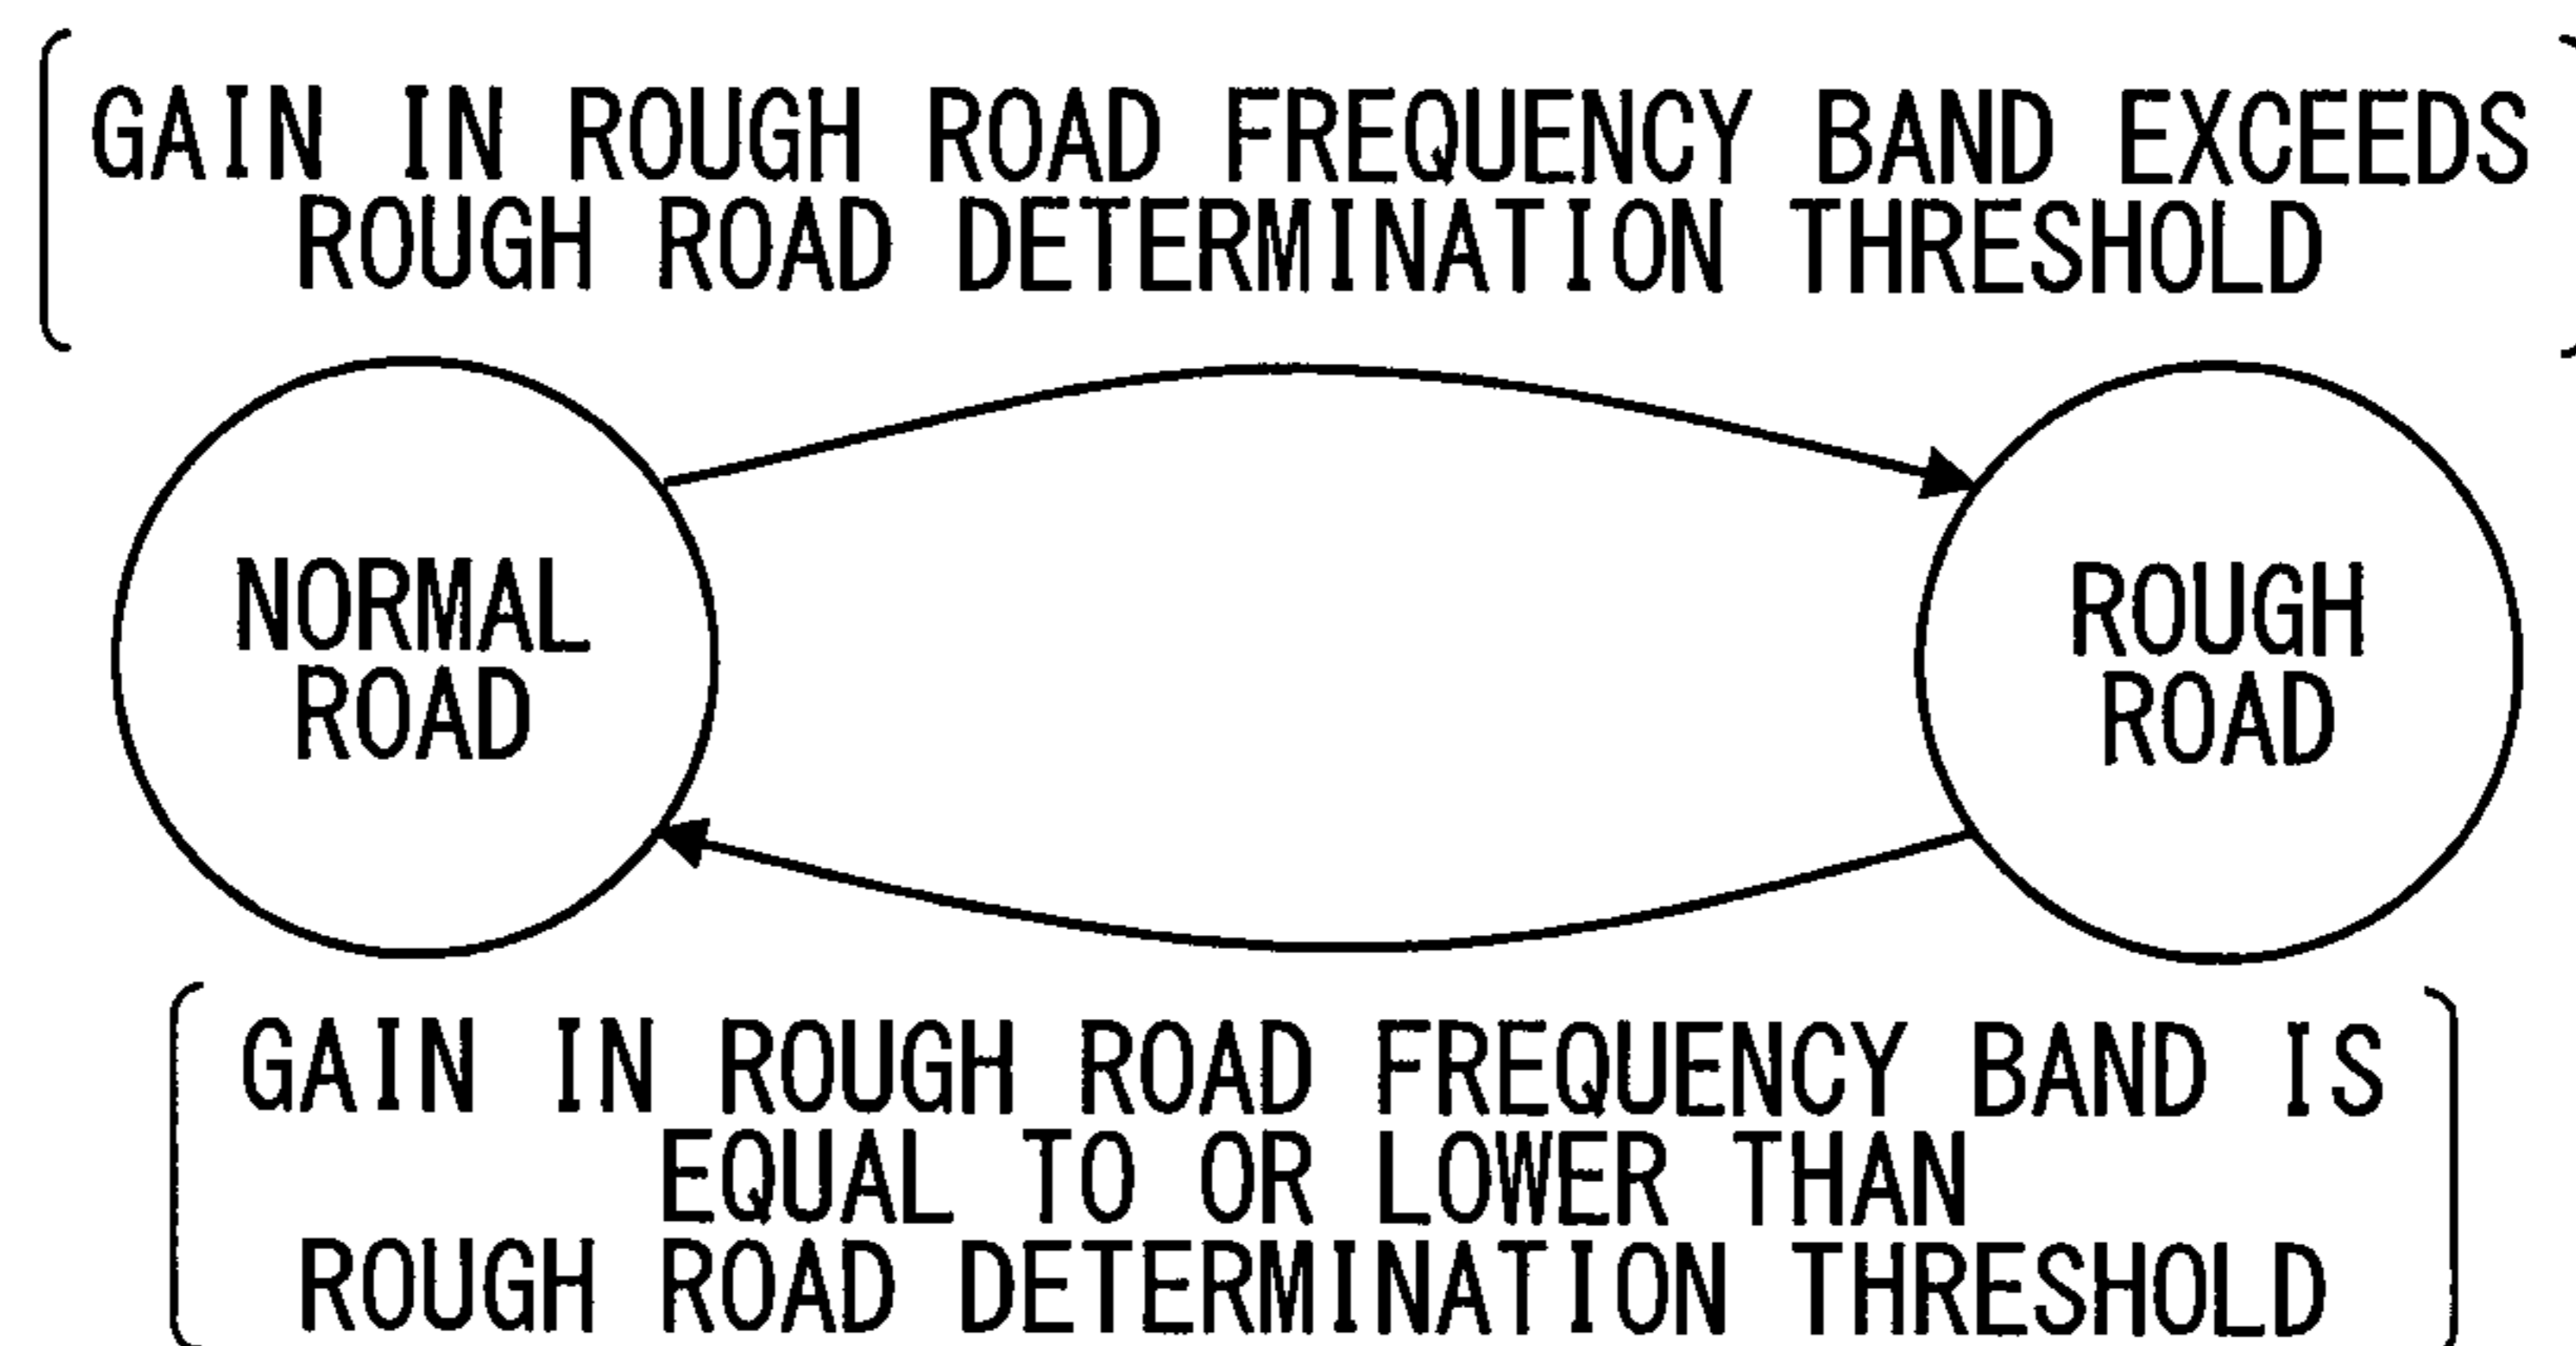 GAIN IN ROUGH ROAD FREQUENCY BAND EXCEEDS
ROUGH ROAD DETERMINATION THRESHOLD
NORMAL
ROAD
ROUGH
ROAD
GAIN IN ROUGH ROAD FREQUENCY BAND IS
EQUAL TO OR LOWER THAN
ROUGH ROAD DETERMINATION THRESHOLD